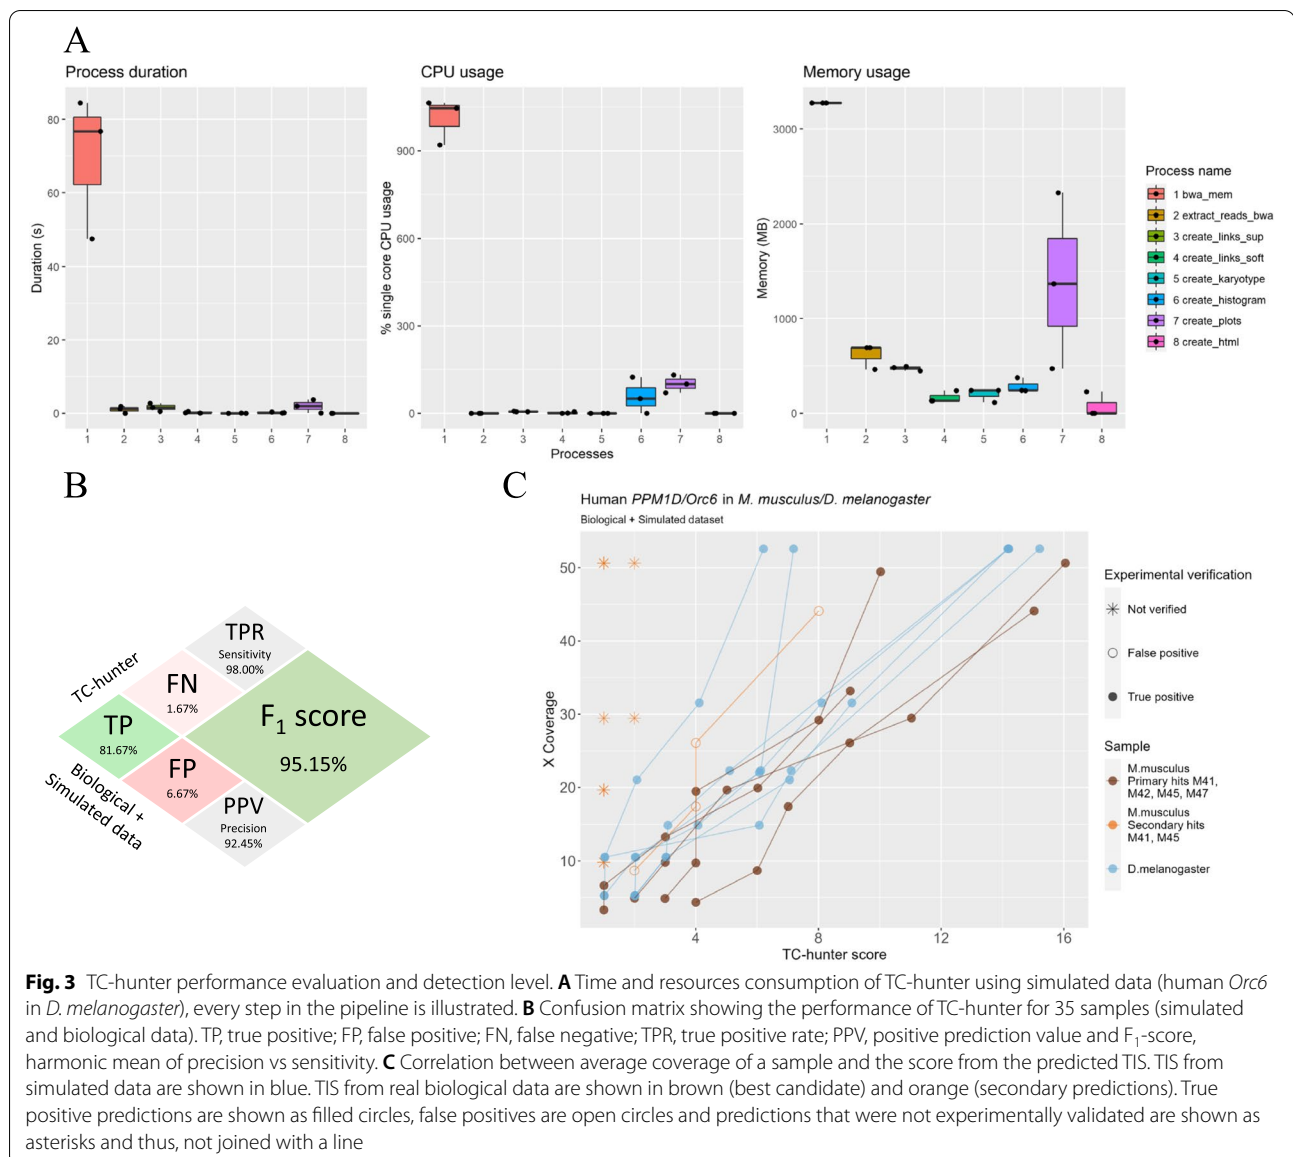 A
Process duration
CPU usage
Memory usage
Duration (s)
80
60
40
20
0
1 2 3 4 5 6 7 8
% single core CPU usage
900
600
300
0
1 2 3 4 5 6 7 8
Processes
Memory (MB)
3000
2000
1000
0
1 2 3 4 5 6 7 8
Process name
1 bwa_mem
2 extract_reads_bwa
3 create_links_sup
4 create_links_soft
5 create_karyotype
6 create_histogram
7 create_plots
8 create_html
B
TC-hunter
Biological +
Simulated data
TPR
Sensitivity
98.00%
FN
1.67%
TP
81.67%
FP
6.67%
PPV
Precision
92.45%
F1 score
95.15%
C
Human PPM1D/Orc6 in M. musculus/D. melanogaster
Biological + Simulated dataset
X Coverage
50
40
30
20
10
4 8 12 16
TC-hunter score
Experimental verification
Not verified
False positive
True positive
Sample
M.musculus
Primary hits M41,
M42, M45, M47
M.musculus
Secondary hits
M41, M45
D.melanogaster
Fig. 3 TC-hunter performance evaluation and detection level. A Time and resources consumption of TC-hunter using simulated data (human Orc6
in D. melanogaster), every step in the pipeline is illustrated. B Confusion matrix showing the performance of TC-hunter for 35 samples (simulated
and biological data). TP, true positive; FP, false positive; FN, false negative; TPR, true positive rate; PPV, positive prediction value and F1-score,
harmonic mean of precision vs sensitivity. C Correlation between average coverage of a sample and the score from the predicted TIS. TIS from
simulated data are shown in blue. TIS from real biological data are shown in brown (best candidate) and orange (secondary predictions). True
positive predictions are shown as filled circles, false positives are open circles and predictions that were not experimentally validated are shown as
asterisks and thus, not joined with a line